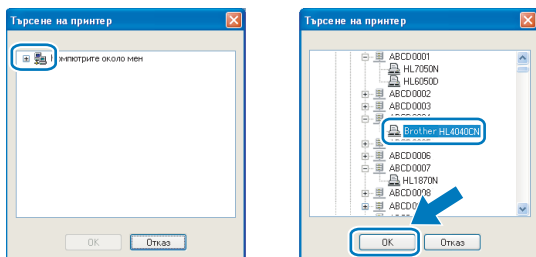 Търсене на принтер
Компютрите около мен
OK
Отказ
Търсене на принтер
ABCD0001
HL7050N
HL6050D
ABCD0002
ABCD0003
Brother HL4040CN
ABCD0006
ABCD0007
HL1870N
ABCD0008
OK
Отказ